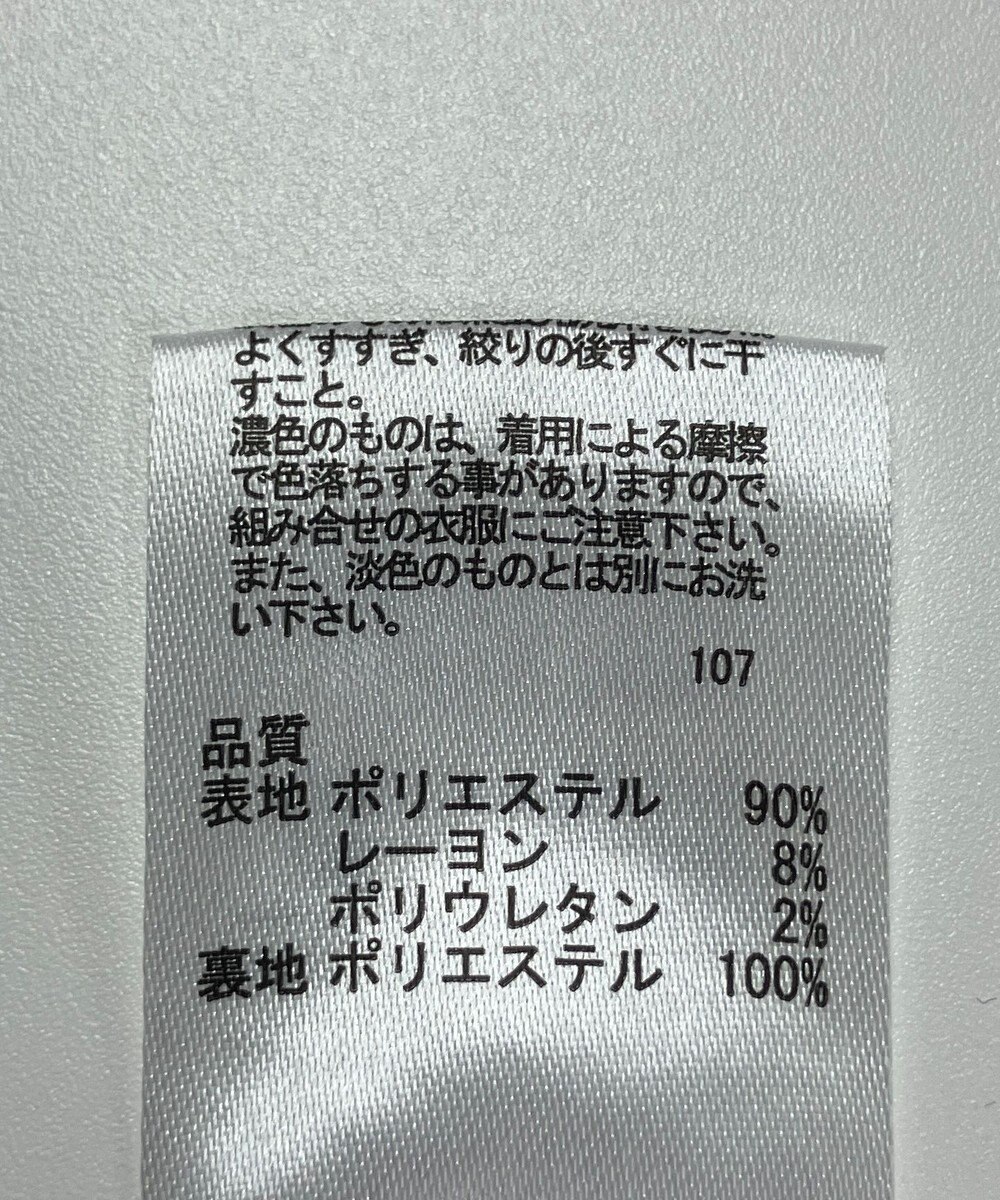 よくすすぎ、絞りの後すぐに干
すこと。
濃色のものは、着用による摩擦
で色落ちする事がありますので、
組み合せの衣服にご注意下さい。
また、淡色のものとは別にお洗
い下さい。
107
品質
表地 ポリエステル 90%
レーヨン 8%
ポリウレタン 2%
裏地 ポリエステル 100%